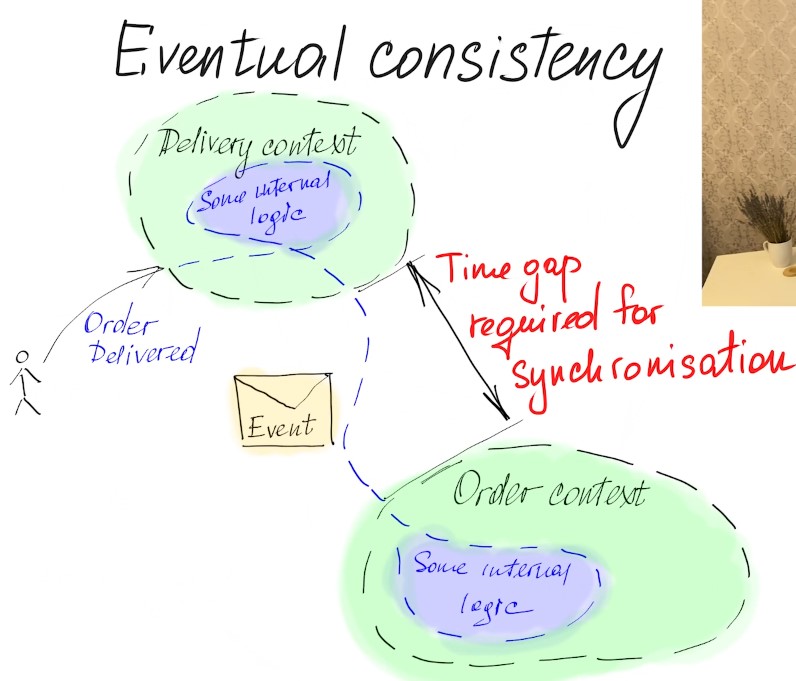 Eventual consistency
Delivery context
Some internal
logic
Order
Delivered
Time gap
required for
synchronisation
Event
Order context
Some internal
logic